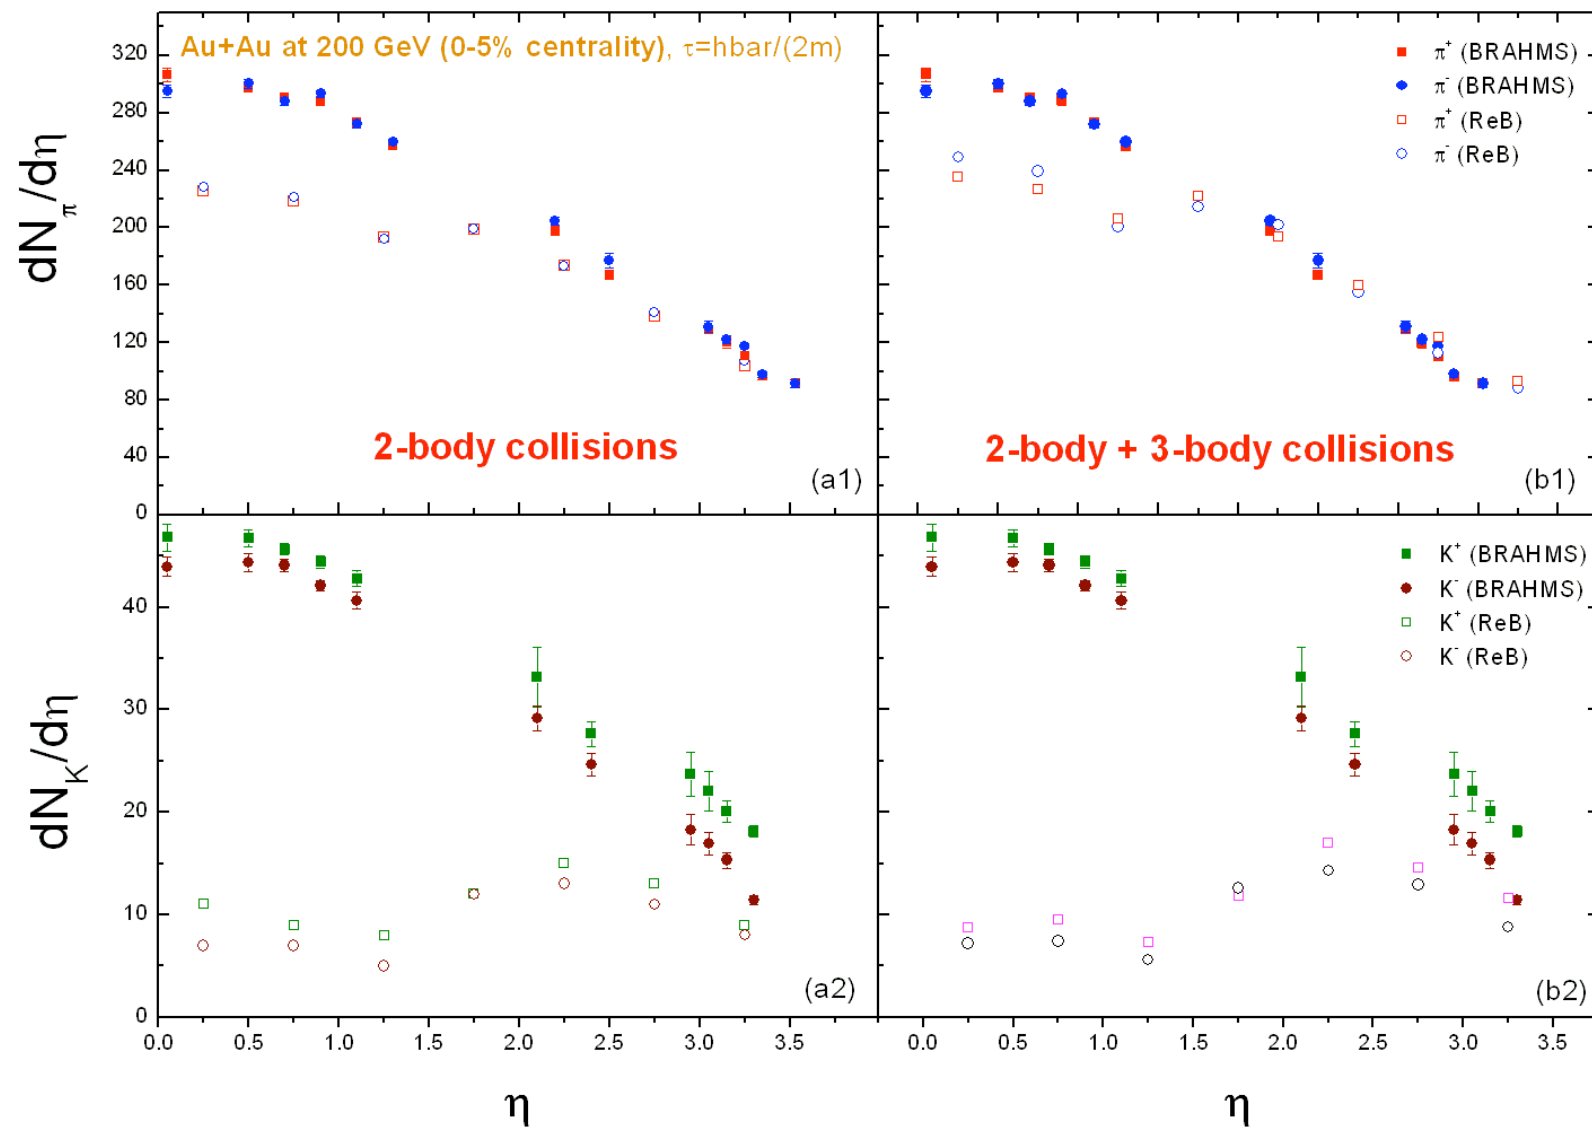 Au+Au at 200 GeV (0-5% centrality), τ=hbar/(2m)
320
280
240
200
160
120
80
40
0
dN_π/dη
2-body collisions
(a1)
π⁺ (BRAHMS)
π⁻ (BRAHMS)
π⁺ (ReB)
π⁻ (ReB)
2-body + 3-body collisions
(b1)
40
30
20
10
0
dN_K/dη
(a2)
K⁺ (BRAHMS)
K⁻ (BRAHMS)
K⁺ (ReB)
K⁻ (ReB)
(b2)
0.0 0.5 1.0 1.5 2.0 2.5 3.0 3.5
0.0 0.5 1.0 1.5 2.0 2.5 3.0 3.5
η
η